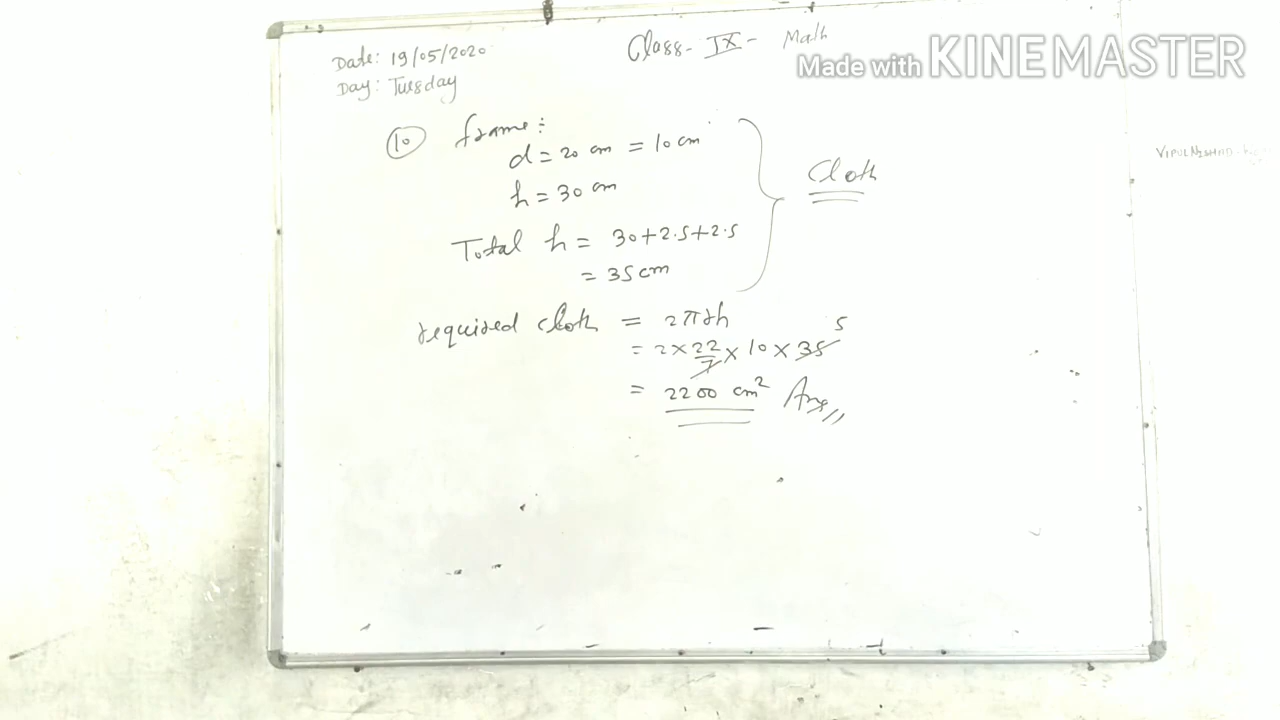 Date: 19/05/2020
Day: Tuesday
Class- IX - Math
Made with KINEMASTER
10 frame:
d = 20 cm = 10 cm
h = 30 cm
Total h = 30+2.5+2.5
= 35cm
Cloth
required cloth = 2πrh
= 2 × 22/7 × 10 × 35 5
= 2200 cm² Ans
VIPUL